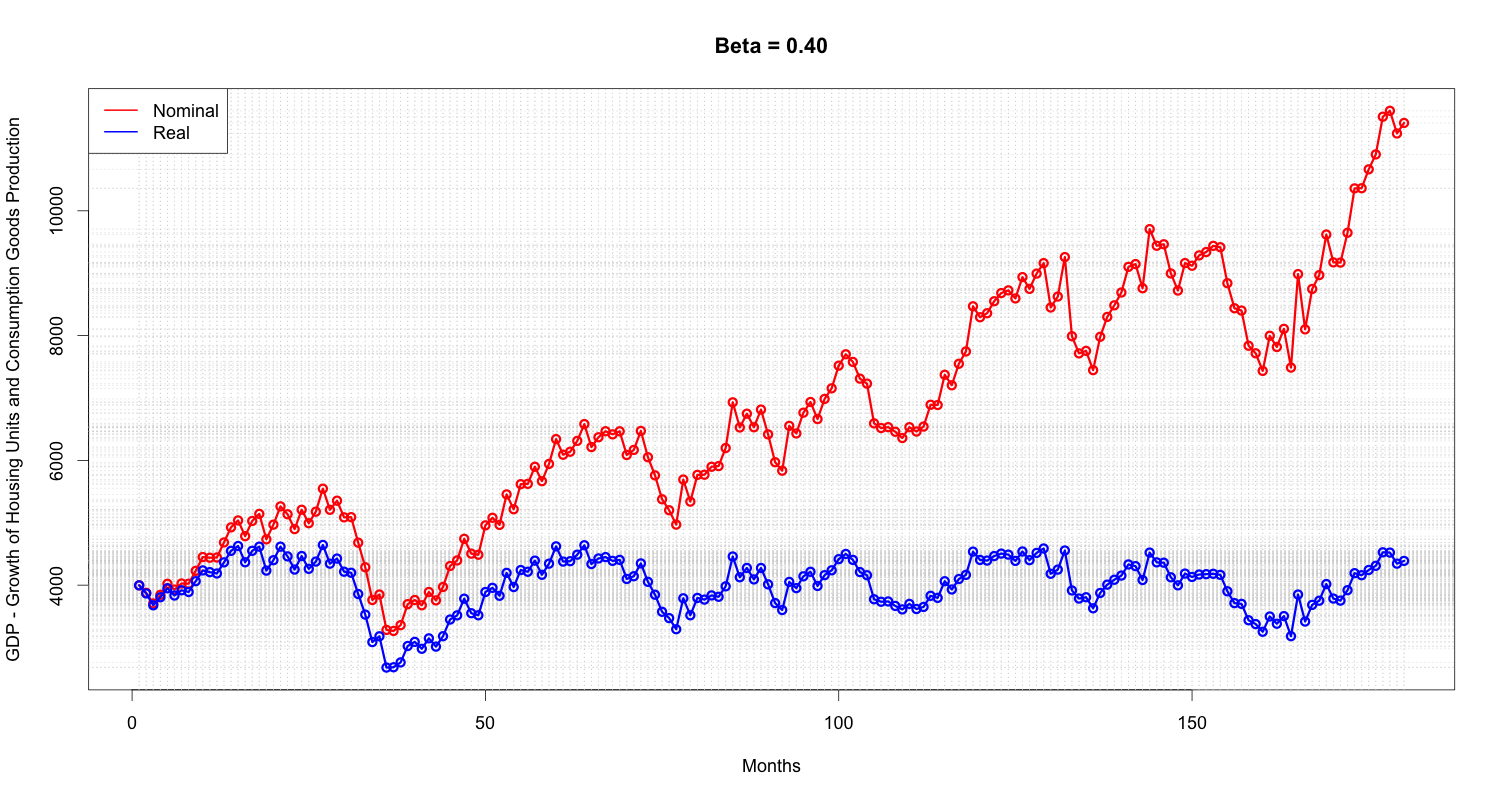 Beta = 0.40
Nominal
Real
GDP - Growth of Housing Units and Consumption Goods Production
4000
6000
8000
10000
0
50
100
150
Months